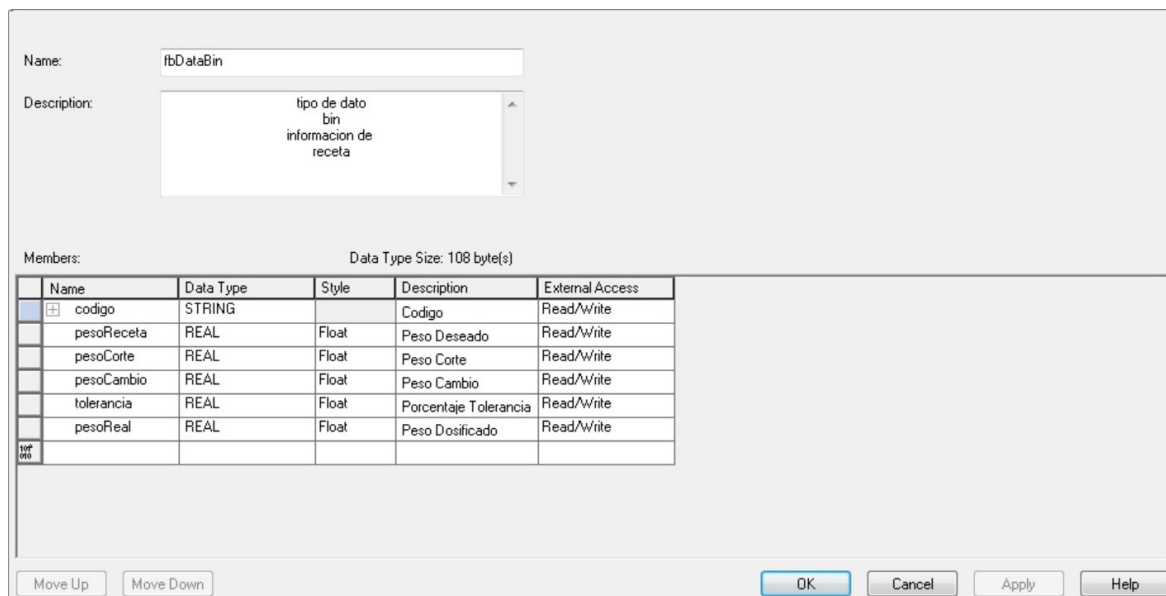 Name: fbDataBin
Description: tipo de dato
bin
informacion de
receta
Members: Data Type Size: 108 byte(s)
Name Data Type Style Description External Access
codigo STRING Codigo Read/Write
pesoReceta REAL Float Peso Deseado Read/Write
pesoCorte REAL Float Peso Corte Read/Write
pesoCambio REAL Float Peso Cambio Read/Write
tolerancia REAL Float Porcentaje Tolerancia Read/Write
pesoReal REAL Float Peso Dosificado Read/Write
Move Up Move Down OK Cancel Apply Help